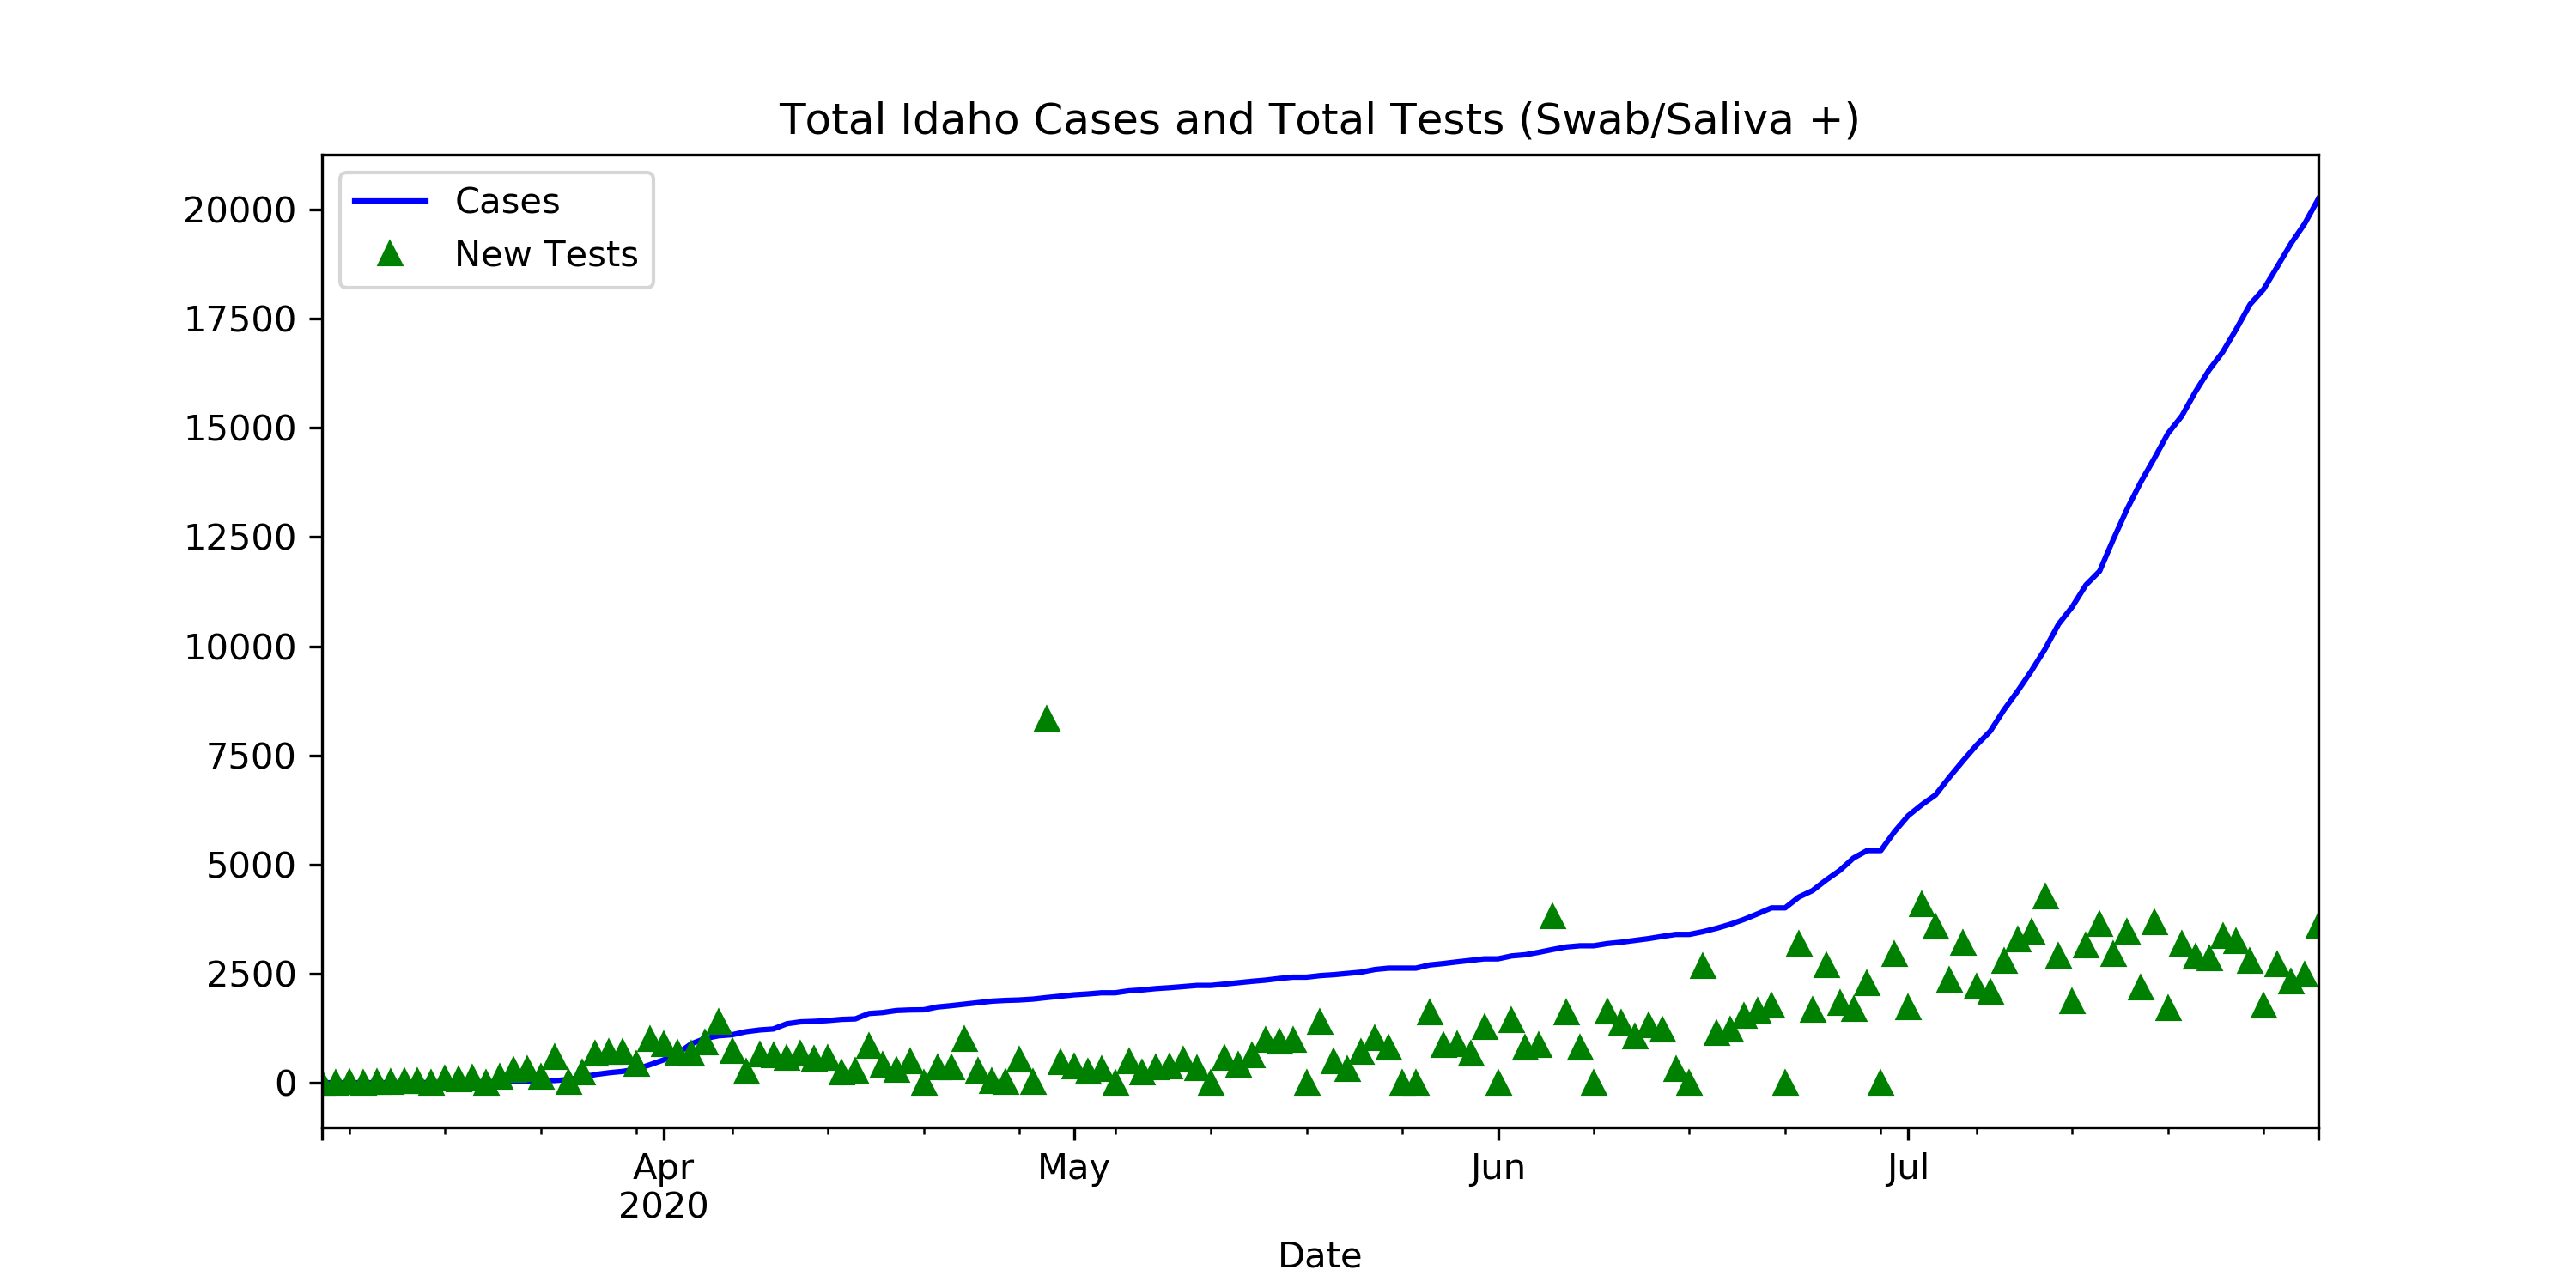 Total Idaho Cases and Total Tests (Swab/Saliva +)
Cases
New Tests
20000
17500
15000
12500
10000
7500
5000
2500
0
Apr
2020
May
Jun
Jul
Date